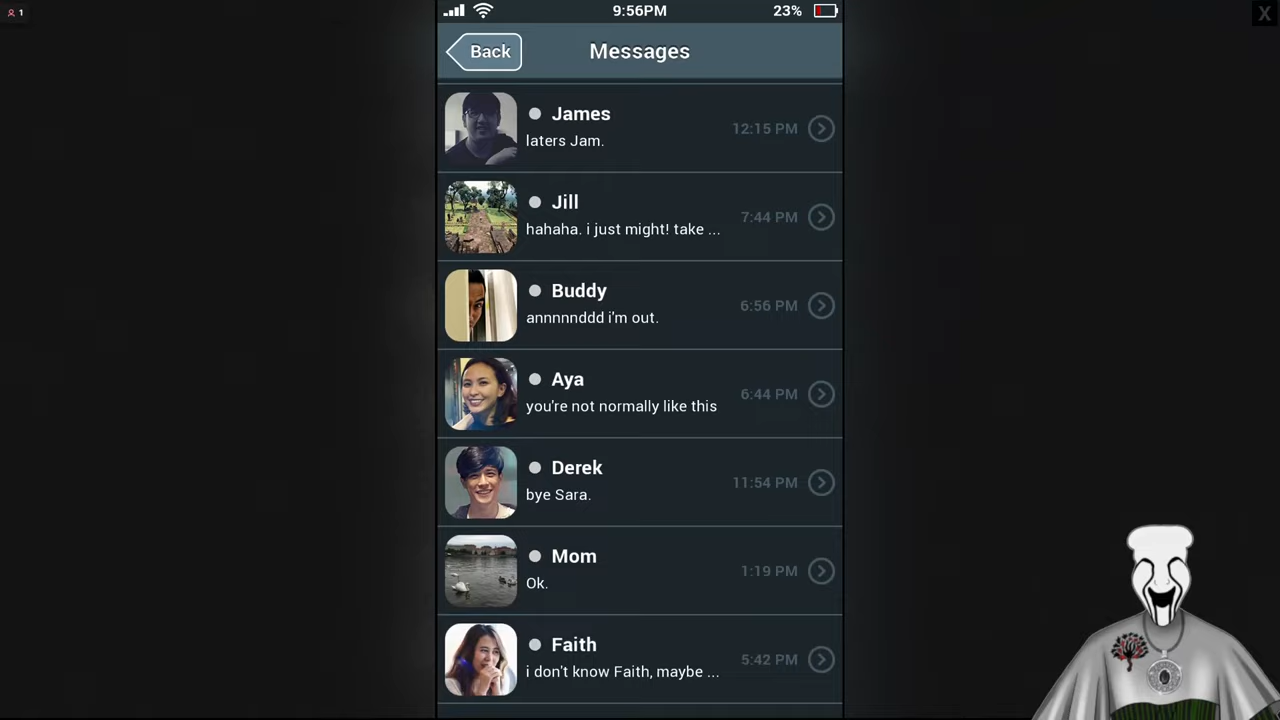 1
9:56PM
23%
X
Back
Messages
James
12:15 PM
laters Jam.
Jill
7:44 PM
hahaha. i just might! take ...
Buddy
6:56 PM
annnnnddd i'm out.
Aya
6:44 PM
you're not normally like this
Derek
11:54 PM
bye Sara.
Mom
1:19 PM
Ok.
Faith
5:42 PM
i don't know Faith, maybe ...